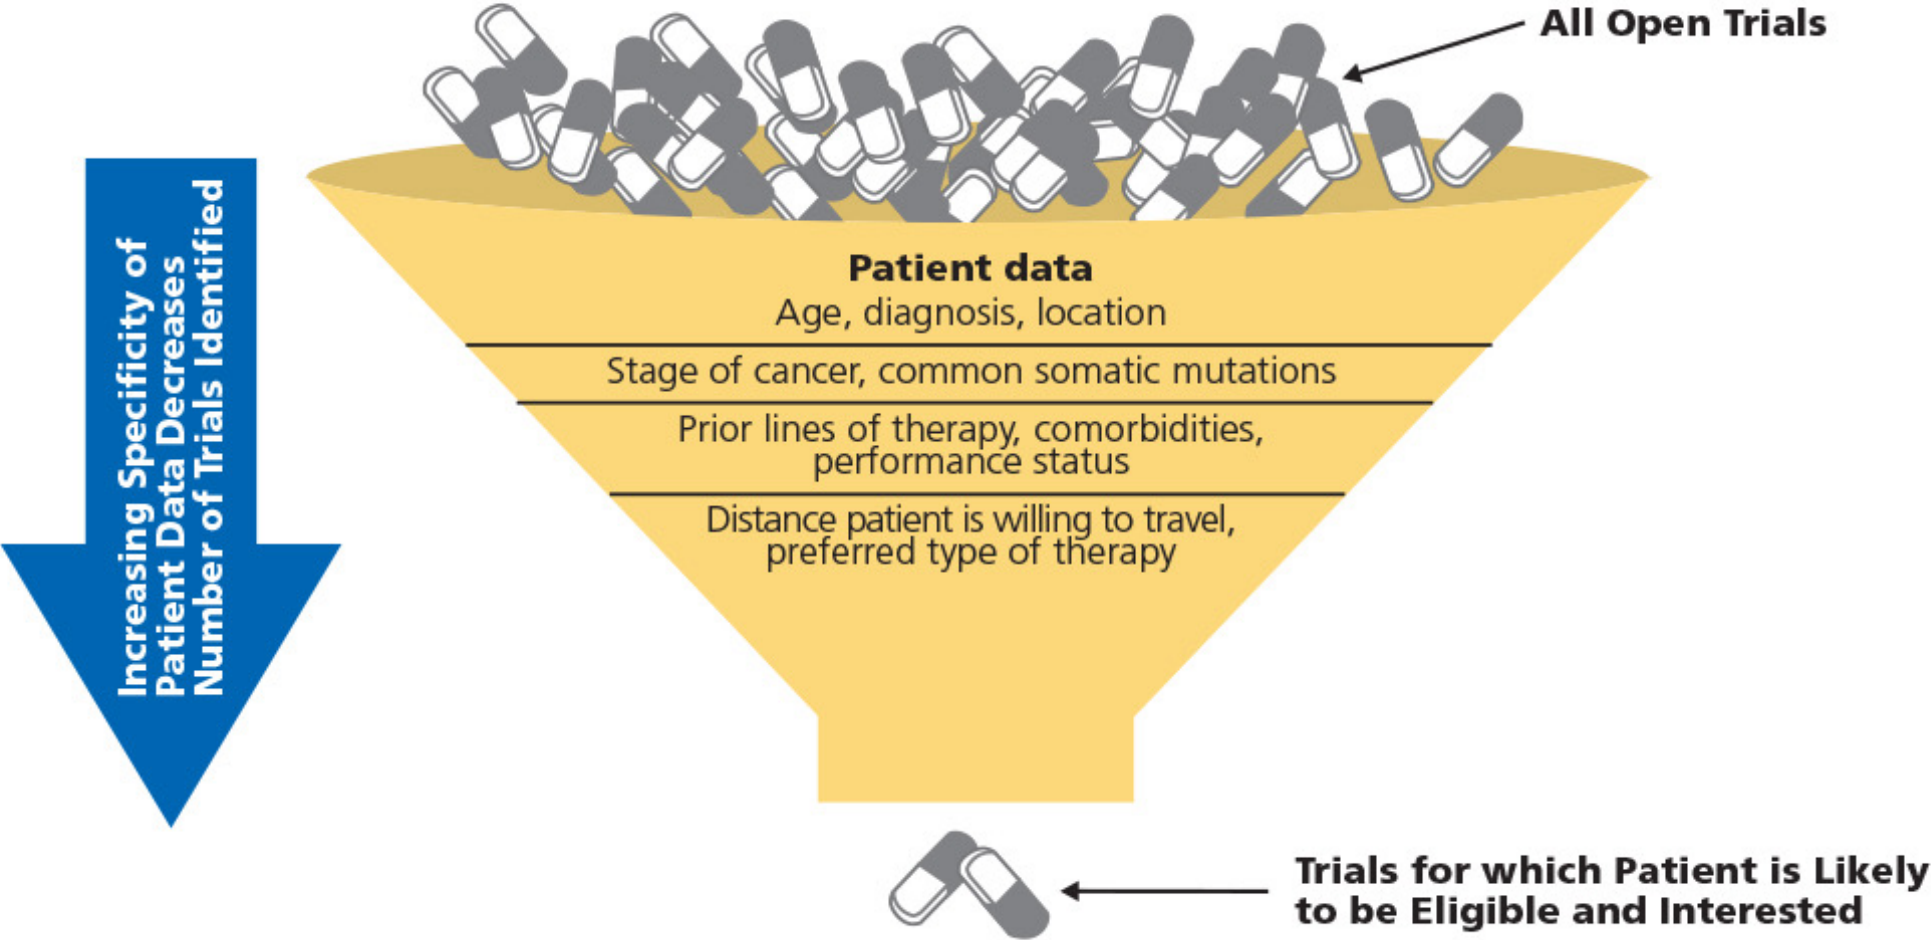 All Open Trials
Increasing Specificity of
Patient Data Decreases
Number of Trials Identified
Patient data
Age, diagnosis, location
Stage of cancer, common somatic mutations
Prior lines of therapy, comorbidities,
performance status
Distance patient is willing to travel,
preferred type of therapy
Trials for which Patient is Likely
to be Eligible and Interested